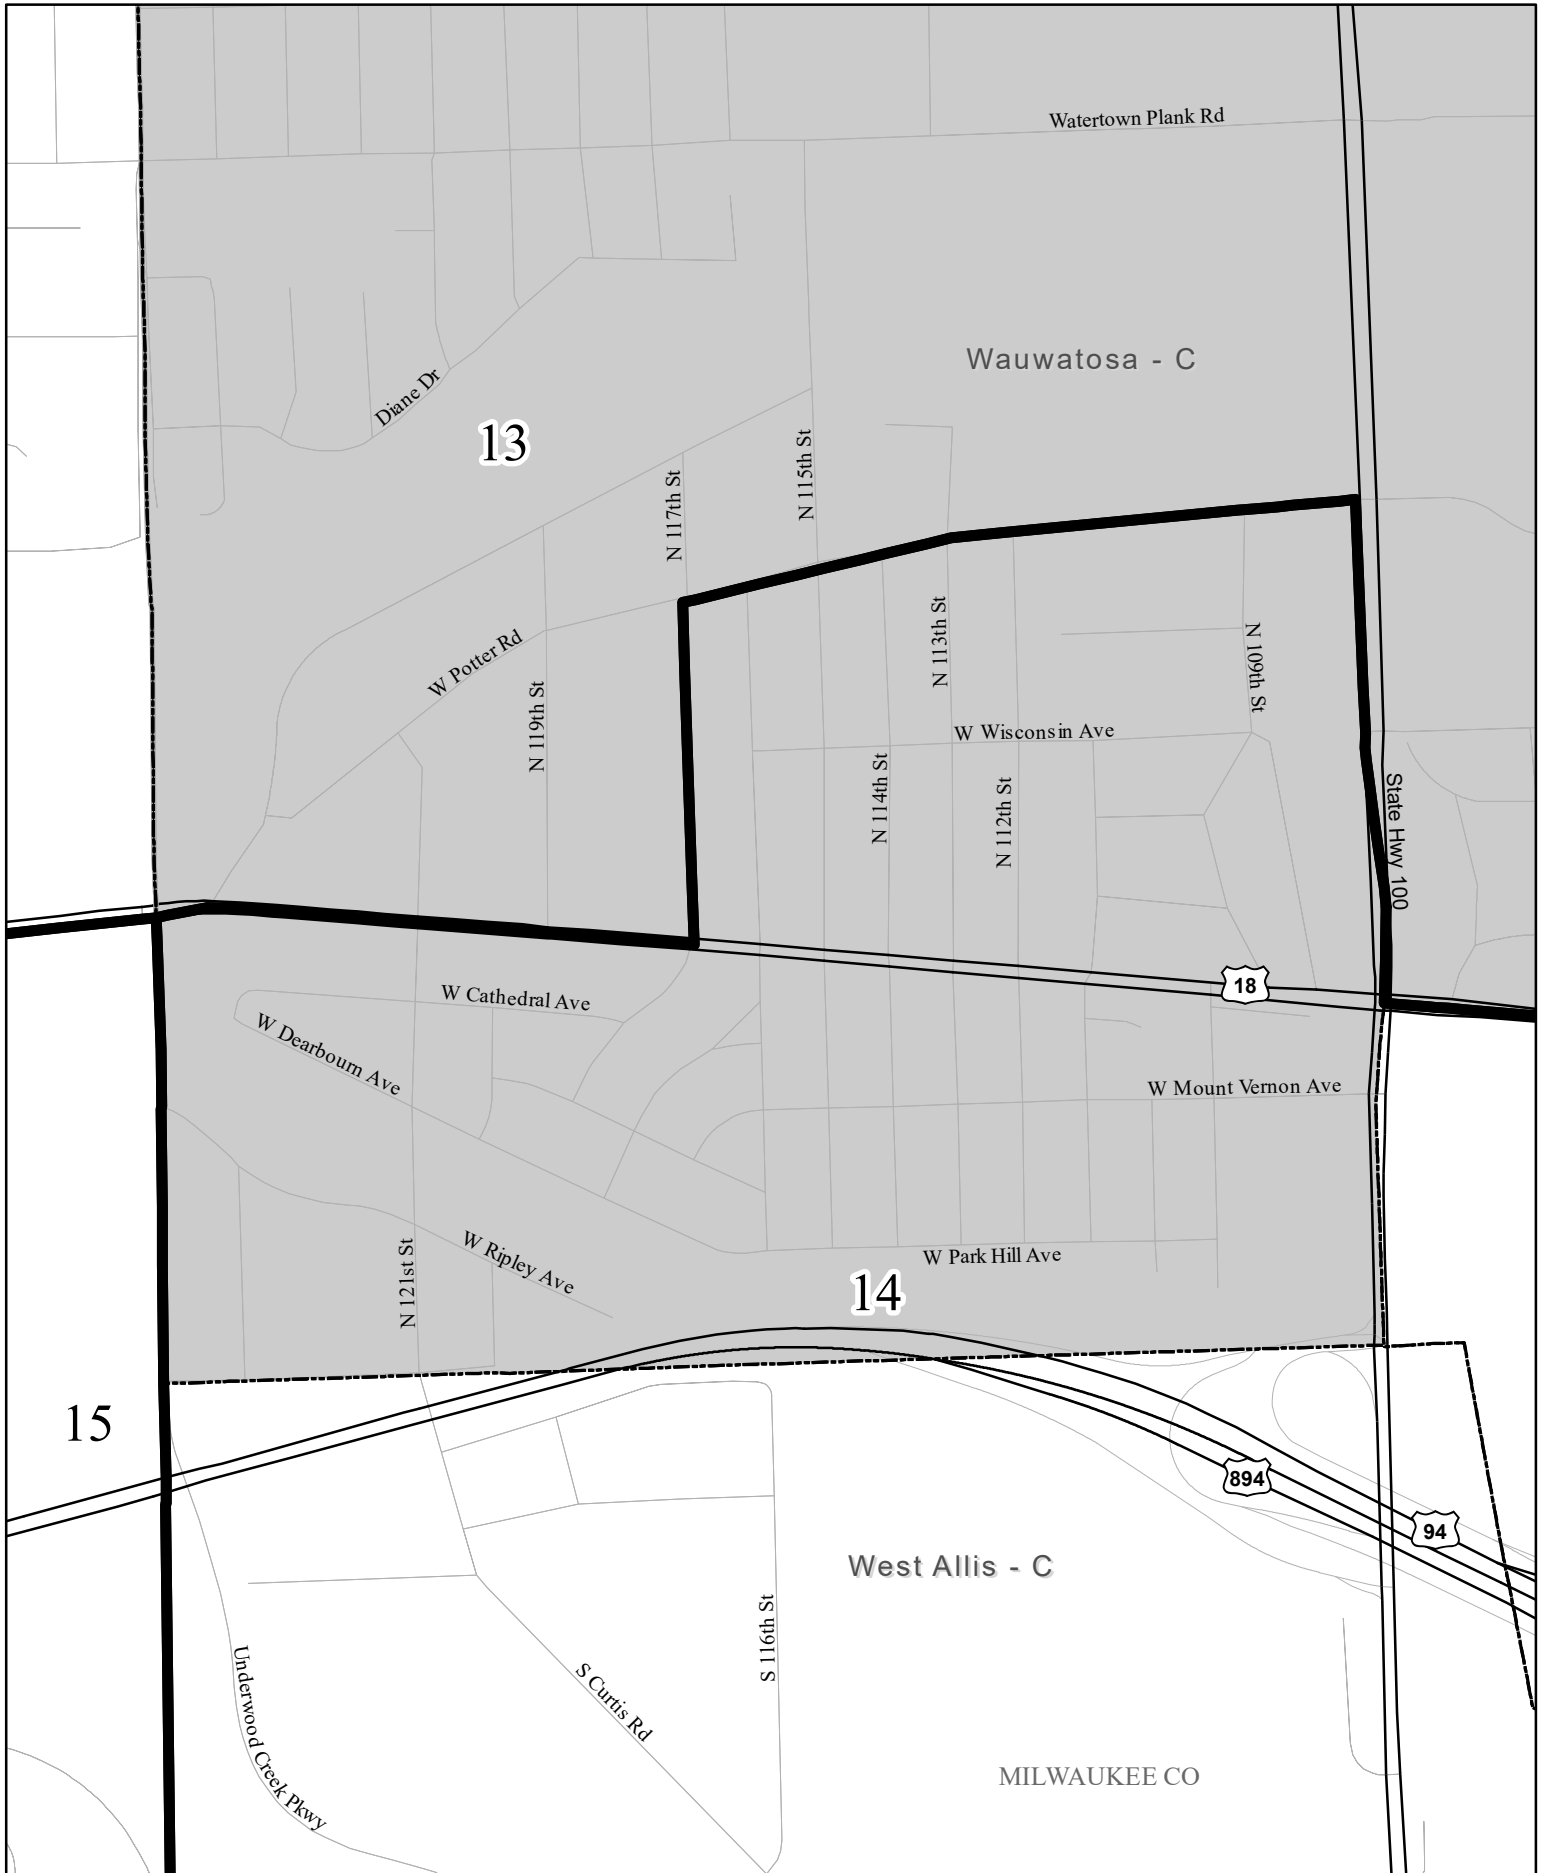 Watertown Plank Rd
Wauwatosa - C
Diane Dr
13
N 115th St
N 117th St
W Potter Rd
N 119th St
N 113th St
N 109th St
W Wisconsin Ave
N 114th St
N 112th St
State Hwy 100
18
W Cathedral Ave
W Dearbourn Ave
W Mount Vernon Ave
W Ripley Ave
N 121st St
W Park Hill Ave
14
15
894
94
West Allis - C
S 116th St
Underwood Creek Pkwy
S Curtis Rd
MILWAUKEE CO